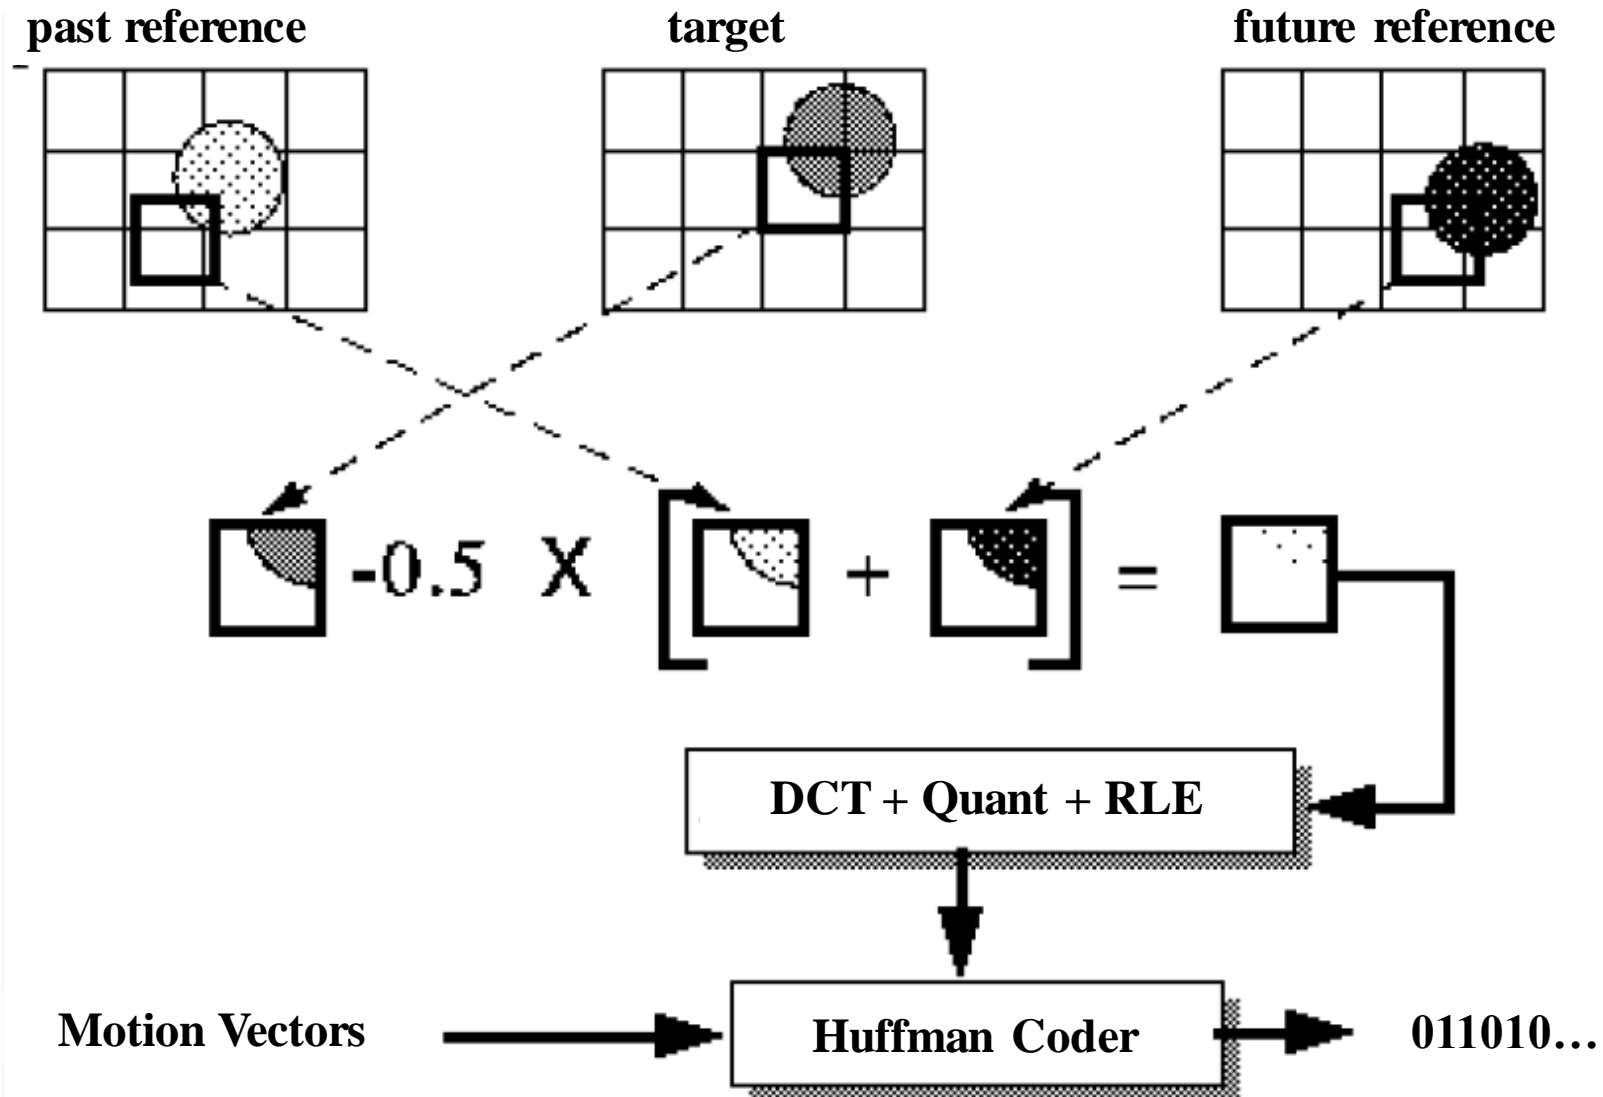 past reference target future reference
-0.5 X [ + ] =
DCT + Quant + RLE
Motion Vectors Huffman Coder 011010…